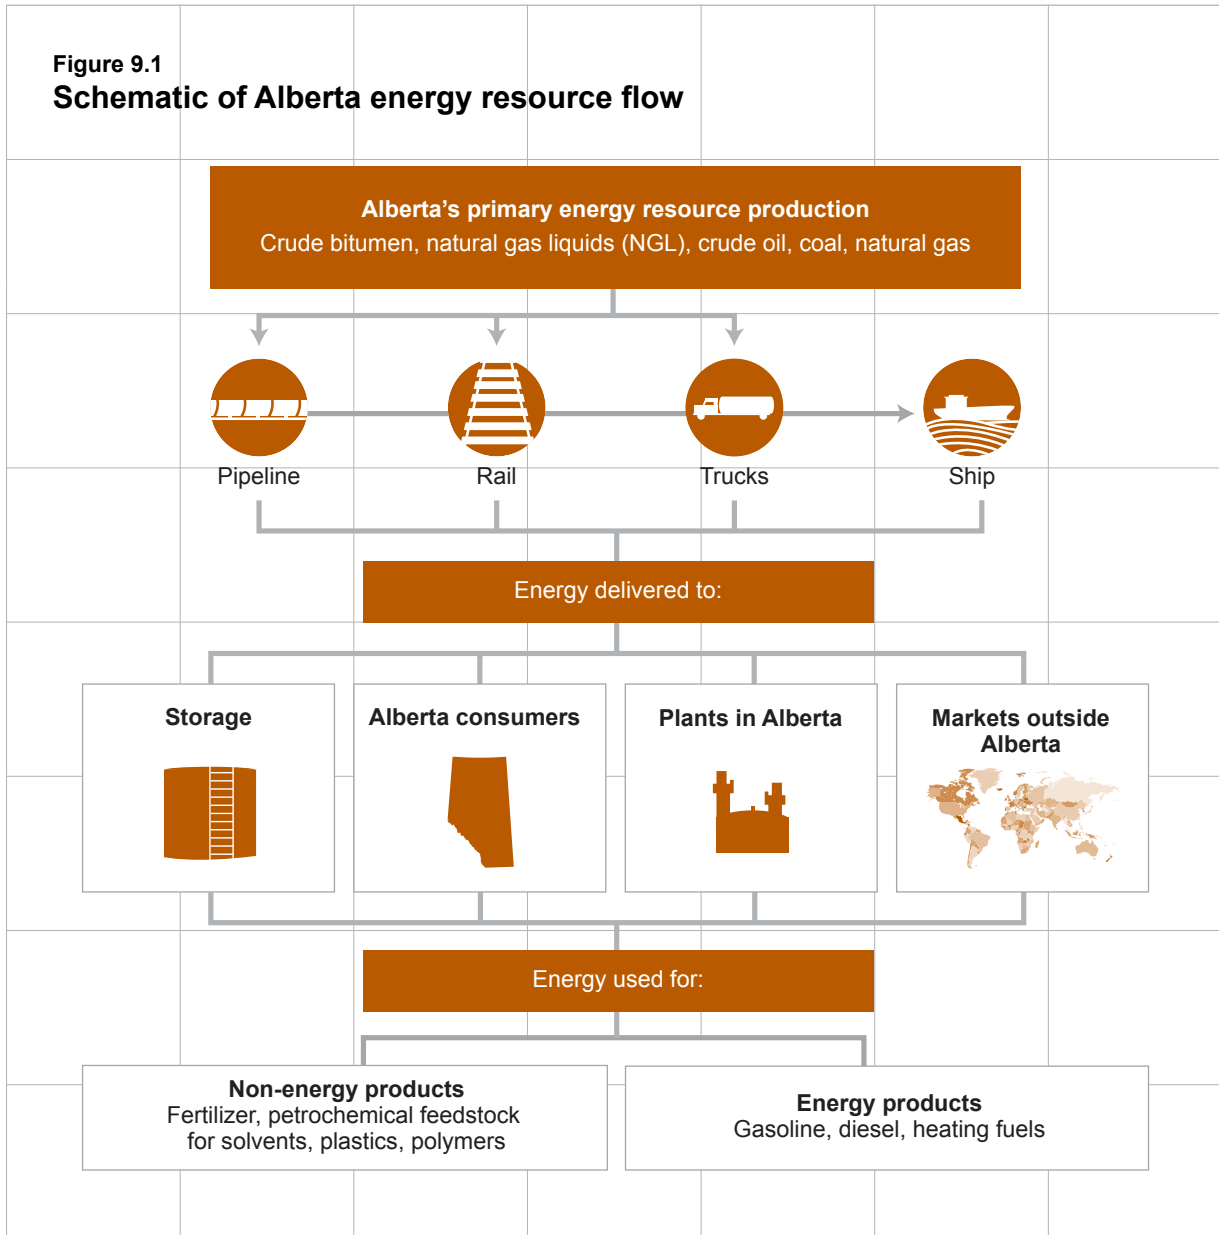 Figure 9.1
Schematic of Alberta energy resource flow
Alberta's primary energy resource production
Crude bitumen, natural gas liquids (NGL), crude oil, coal, natural gas
Pipeline
Rail
Trucks
Ship
Energy delivered to:
Storage
Alberta consumers
Plants in Alberta
Markets outside
Alberta
Energy used for:
Non-energy products
Fertilizer, petrochemical feedstock
for solvents, plastics, polymers
Energy products
Gasoline, diesel, heating fuels